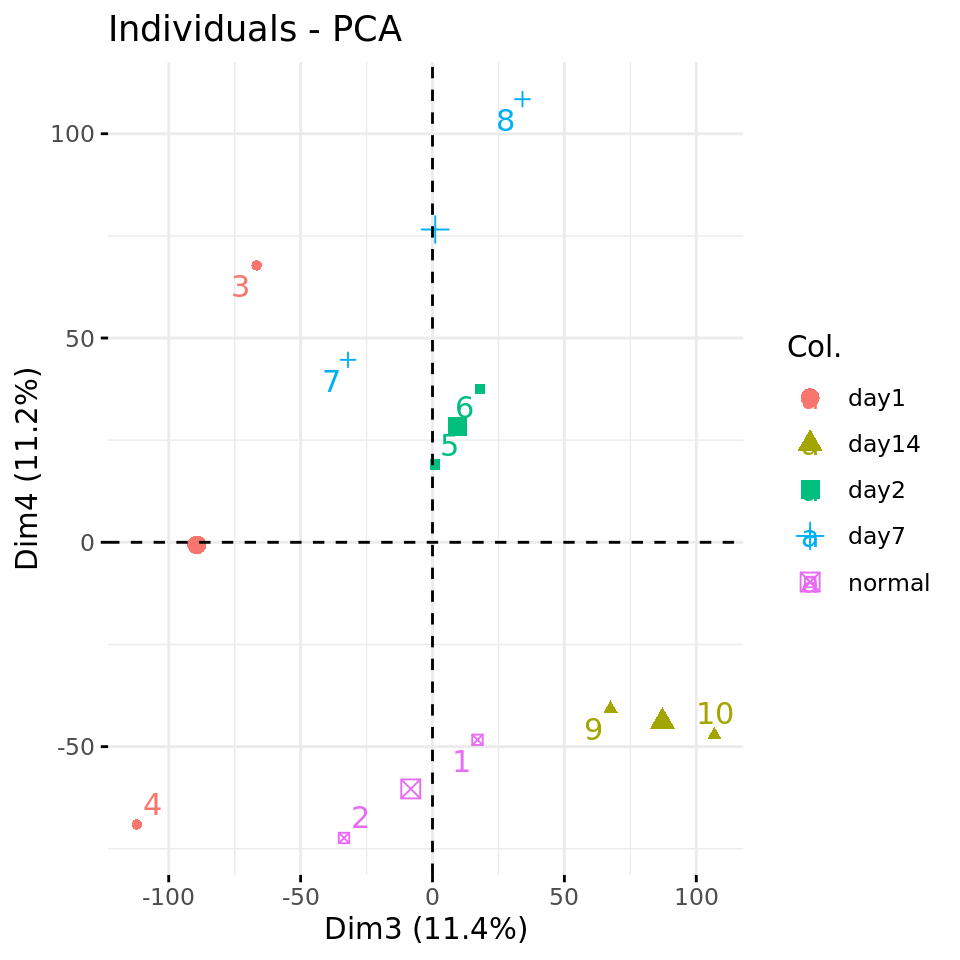 Individuals - PCA
100
50
0
-50
Dim4 (11.2%)
8
3
7
6
5
10
9
1
2
4
-100
-50
0
50
100
Dim3 (11.4%)
Col.
a day1
a day14
a day2
a day7
a normal